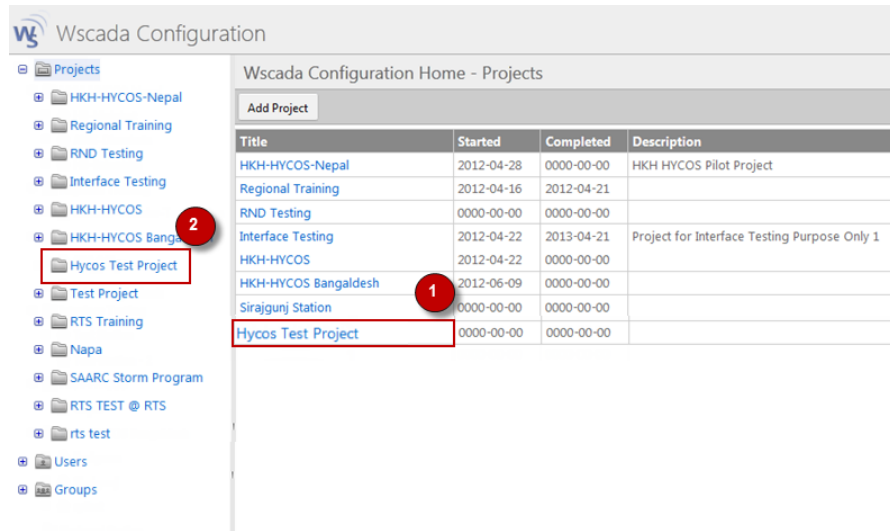 Wscada Configuration
Projects
HKH-HYCOS-Nepal
Regional Training
RND Testing
Interface Testing
HKH-HYCOS
HKH-HYCOS
2
Hycos Test Project
Test Project
RTS Training
Napa
SAARC Storm Program
RTS TEST @ RTS
rts test
Users
Groups
Wscada Configuration Home - Projects
Add Project
Title Started Completed Description
HKH-HYCOS-Nepal 2012-04-28 0000-00-00 HKH HYCOS Pilot Project
Regional Training 2012-04-16 2012-04-21
RND Testing 0000-00-00 0000-00-00
Interface Testing 2012-04-22 2013-04-21 Project for Interface Testing Purpose Only 1
HKH-HYCOS 2012-04-22 0000-00-00
HKH-HYCOS Bangaldesh 2012-06-09 0000-00-00
1
Sirajgunj Station 0000-00-00 0000-00-00
Hycos Test Project 0000-00-00 0000-00-00